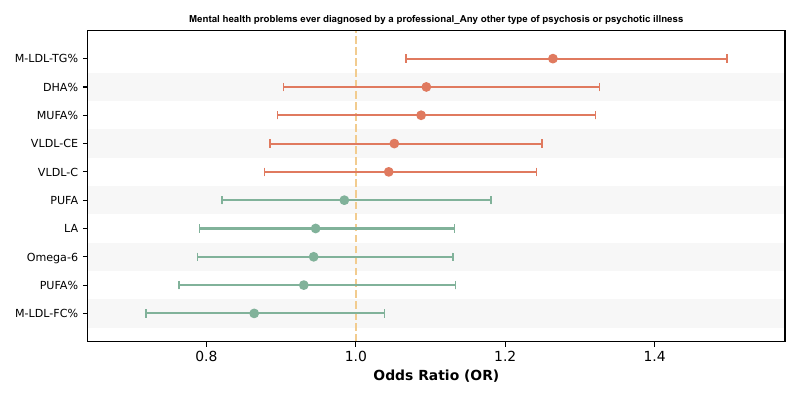 Mental health problems ever diagnosed by a professional_Any other type of psychosis or psychotic illness
M-LDL-TG%
DHA%
MUFA%
VLDL-CE
VLDL-C
PUFA
LA
Omega-6
PUFA%
M-LDL-FC%
0.8 1.0 1.2 1.4
Odds Ratio (OR)